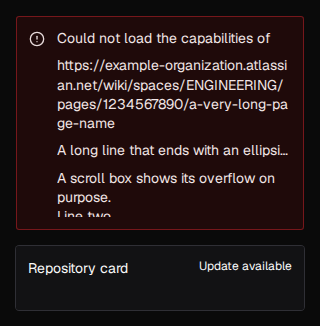 Could not load the capabilities of
https://example-organization.atlassi
an.net/wiki/spaces/ENGINEERING/
pages/1234567890/a-very-long-pa
ge-name
A long line that ends with an ellipsi...
A scroll box shows its overflow on
purpose.
Line two
Repository card
Update available